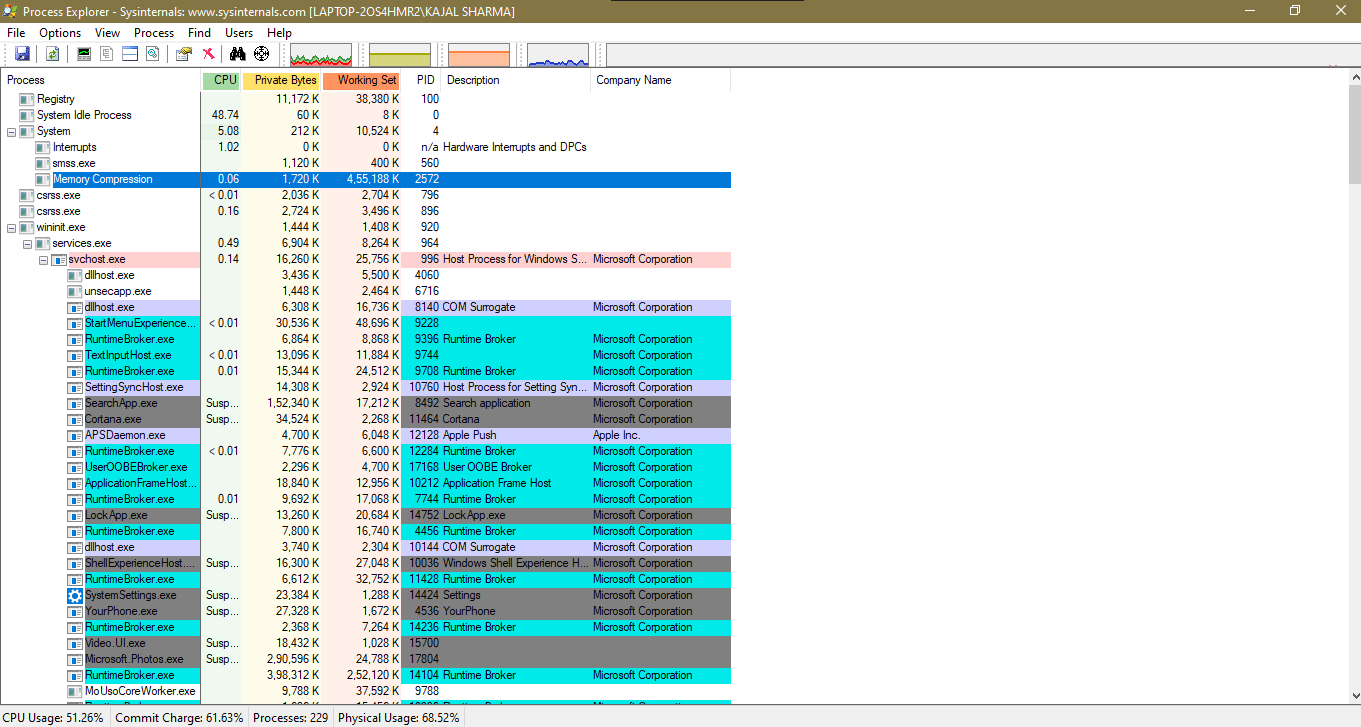 Process Explorer - Sysinternals: www.sysinternals.com [LAPTOP-2OS4HMR2\KAJAL SHARMA]
File Options View Process Find Users Help
Process CPU Private Bytes Working Set PID Description Company Name
Registry 11,172 K 38,380 K 100
System Idle Process 48.74 60 K 8 K 0
System 5.08 212 K 10,524 K 4
Interrupts 1.02 0 K 0 K n/a Hardware Interrupts and DPCs
smss.exe 1,120 K 400 K 560
Memory Compression 0.06 1,720 K 4,55,188 K 2572
csrss.exe < 0.01 2,036 K 2,704 K 796
csrss.exe 0.16 2,724 K 3,496 K 896
wininit.exe 1,444 K 1,408 K 920
services.exe 0.49 6,904 K 8,264 K 964
svchost.exe 0.14 16,260 K 25,756 K 996 Host Process for Windows S... Microsoft Corporation
dllhost.exe 3,436 K 5,500 K 4060
unsecapp.exe 1,448 K 2,464 K 6716
dllhost.exe 6,308 K 16,736 K 8140 COM Surrogate Microsoft Corporation
StartMenuExperience... < 0.01 30,536 K 48,696 K 9228
RuntimeBroker.exe 6,864 K 8,868 K 9396 Runtime Broker Microsoft Corporation
TextInputHost.exe < 0.01 13,096 K 11,884 K 9744 Microsoft Corporation
RuntimeBroker.exe 0.01 15,344 K 24,512 K 9708 Runtime Broker Microsoft Corporation
SettingSyncHost.exe 14,308 K 2,924 K 10760 Host Process for Setting Syn... Microsoft Corporation
SearchApp.exe Susp... 1,52,340 K 17,212 K 8492 Search application Microsoft Corporation
Cortana.exe Susp... 34,524 K 2,268 K 11464 Cortana Microsoft Corporation
APSDaemon.exe 4,700 K 6,048 K 12128 Apple Push Apple Inc.
RuntimeBroker.exe < 0.01 7,776 K 6,600 K 12284 Runtime Broker Microsoft Corporation
UserOOBEBroker.exe 2,296 K 4,700 K 17168 User OOBE Broker Microsoft Corporation
ApplicationFrameHost... 18,840 K 12,956 K 10212 Application Frame Host Microsoft Corporation
RuntimeBroker.exe 0.01 9,692 K 17,068 K 7744 Runtime Broker Microsoft Corporation
LockApp.exe Susp... 13,260 K 20,684 K 14752 LockApp.exe Microsoft Corporation
RuntimeBroker.exe 7,800 K 16,740 K 4456 Runtime Broker Microsoft Corporation
dllhost.exe 3,740 K 2,304 K 10144 COM Surrogate Microsoft Corporation
ShellExperienceHost.... Susp... 16,300 K 27,048 K 10036 Windows Shell Experience H... Microsoft Corporation
RuntimeBroker.exe 6,612 K 32,752 K 11428 Runtime Broker Microsoft Corporation
SystemSettings.exe Susp... 23,384 K 1,288 K 14424 Settings Microsoft Corporation
YourPhone.exe Susp... 27,328 K 1,672 K 4536 YourPhone Microsoft Corporation
RuntimeBroker.exe 2,368 K 7,264 K 14236 Runtime Broker Microsoft Corporation
Video.UI.exe Susp... 18,432 K 1,028 K 15700
Microsoft.Photos.exe Susp... 2,90,596 K 24,788 K 17804
RuntimeBroker.exe 3,98,312 K 2,52,120 K 14104 Runtime Broker Microsoft Corporation
MoUsoCoreWorker.exe 9,788 K 37,592 K 9788
CPU Usage: 51.26% Commit Charge: 61.63% Processes: 229 Physical Usage: 68.52%